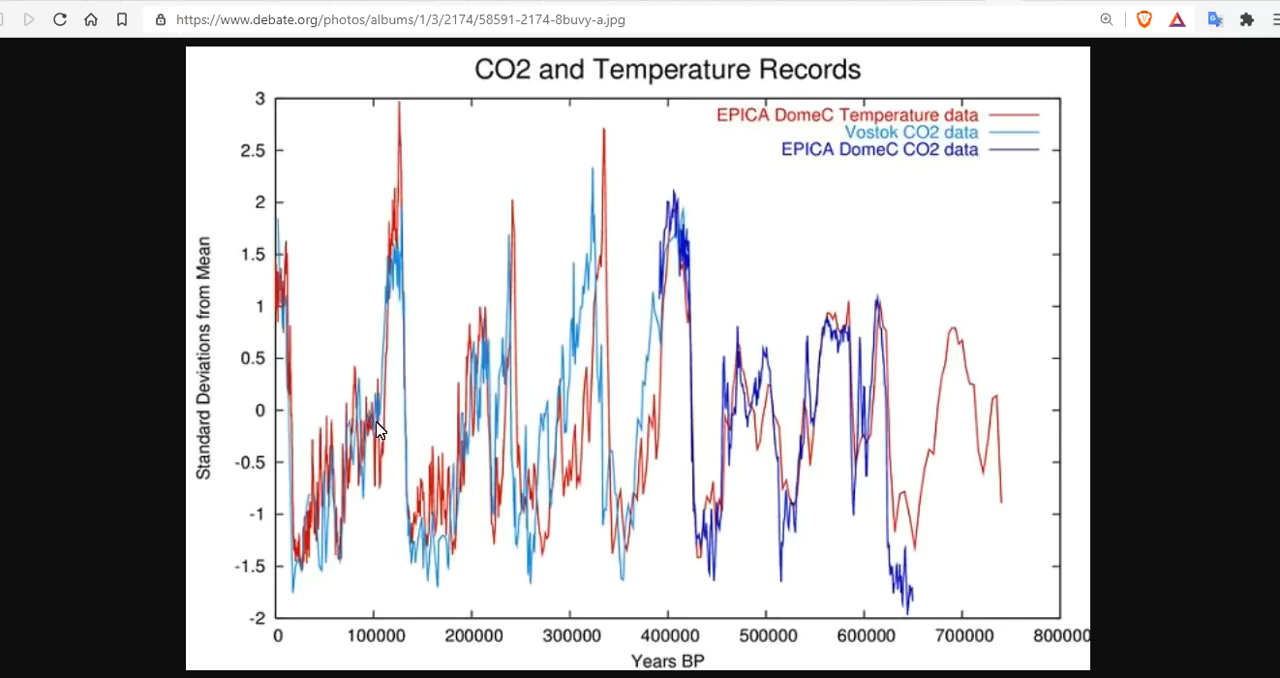 https://www.debate.org/photos/albums/1/3/2174/58591-2174-8buvy-a.jpg
CO2 and Temperature Records
EPICA DomeC Temperature data
Vostok CO2 data
EPICA DomeC CO2 data
Standard Deviations from Mean
3
2.5
2
1.5
1
0.5
0
-0.5
-1
-1.5
-2
0 100000 200000 300000 400000 500000 600000 700000 800000
Years BP